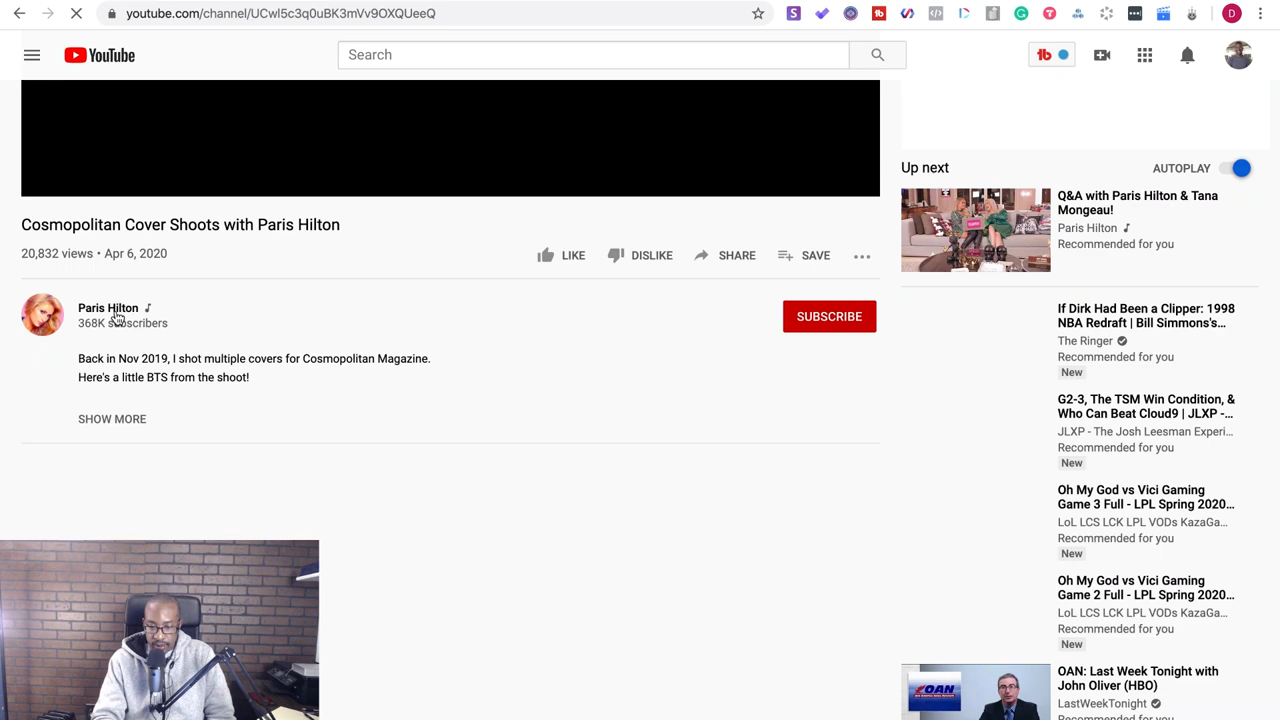 youtube.com/channel/UCwl5c3q0uBK3mVv9OXQUeeQ
YouTube
Search
Up next
AUTOPLAY
Q&A with Paris Hilton & Tana
Mongeau!
Paris Hilton
Recommended for you
Cosmopolitan Cover Shoots with Paris Hilton
20,832 views • Apr 6, 2020
LIKE
DISLIKE
SHARE
SAVE
Paris Hilton
368K subscribers
SUBSCRIBE
Back in Nov 2019, I shot multiple covers for Cosmopolitan Magazine.
Here's a little BTS from the shoot!
SHOW MORE
If Dirk Had Been a Clipper: 1998
NBA Redraft | Bill Simmons's...
The Ringer
Recommended for you
New
G2-3, The TSM Win Condition, &
Who Can Beat Cloud9 | JLXP -...
JLXP - The Josh Leesman Experi...
Recommended for you
New
Oh My God vs Vici Gaming
Game 3 Full - LPL Spring 2020...
LoL LCS LCK LPL VODs KazaGa...
Recommended for you
New
Oh My God vs Vici Gaming
Game 2 Full - LPL Spring 2020...
LoL LCS LCK LPL VODs KazaGa...
Recommended for you
New
OAN
OAN: Last Week Tonight with
John Oliver (HBO)
LastWeekTonight